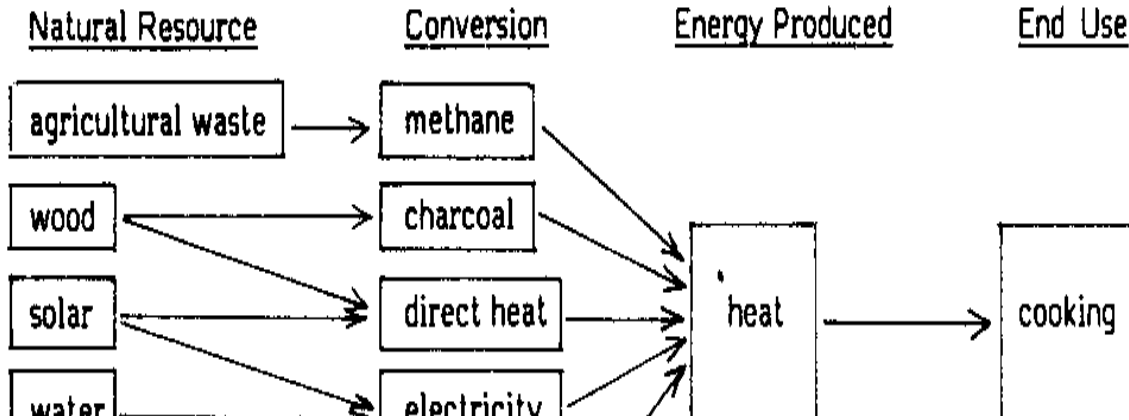 Natural Resource Conversion Energy Produced End Use
agricultural waste methane
wood charcoal
solar direct heat heat cooking
water electricity